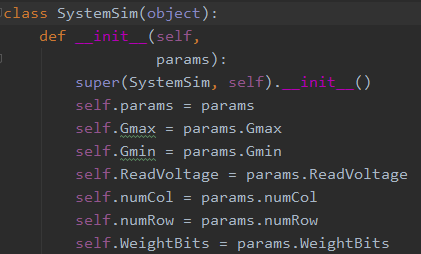 class SystemSim(object):
    def __init__(self,
                 params):
        super(SystemSim, self).__init__()
        self.params = params
        self.Gmax = params.Gmax
        self.Gmin = params.Gmin
        self.ReadVoltage = params.ReadVoltage
        self.numCol = params.numCol
        self.numRow = params.numRow
        self.WeightBits = params.WeightBits